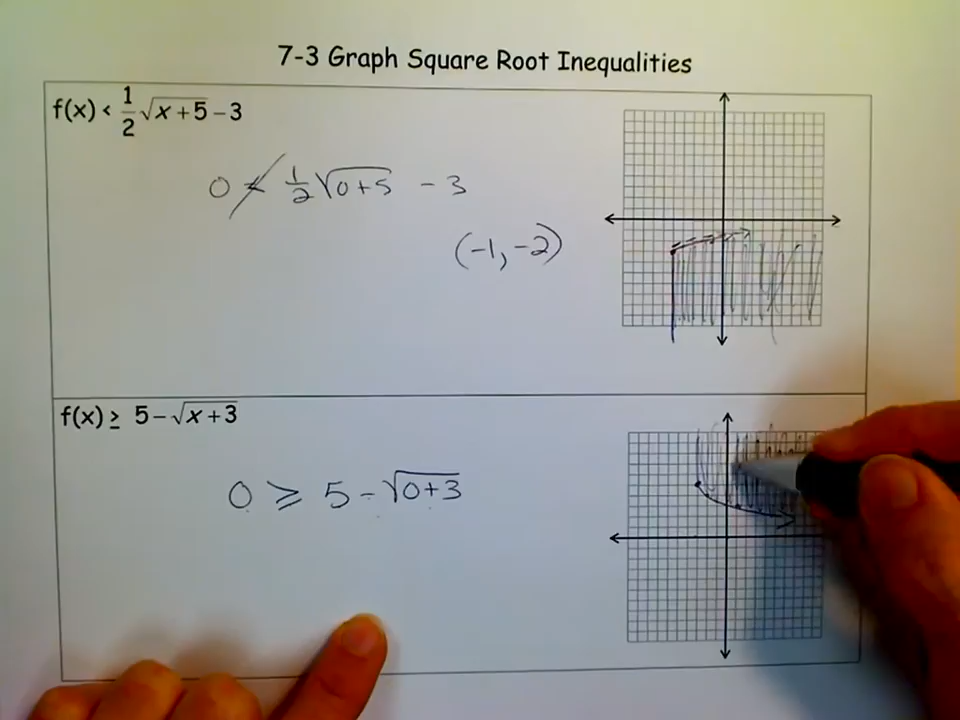 7-3 Graph Square Root Inequalities
f(x) < 1/2 √x+5 – 3
0 ≮ 1/2 √0+5 - 3
(-1, -2)
f(x) ≥ 5 – √x+3
0 ≥ 5 - √0+3